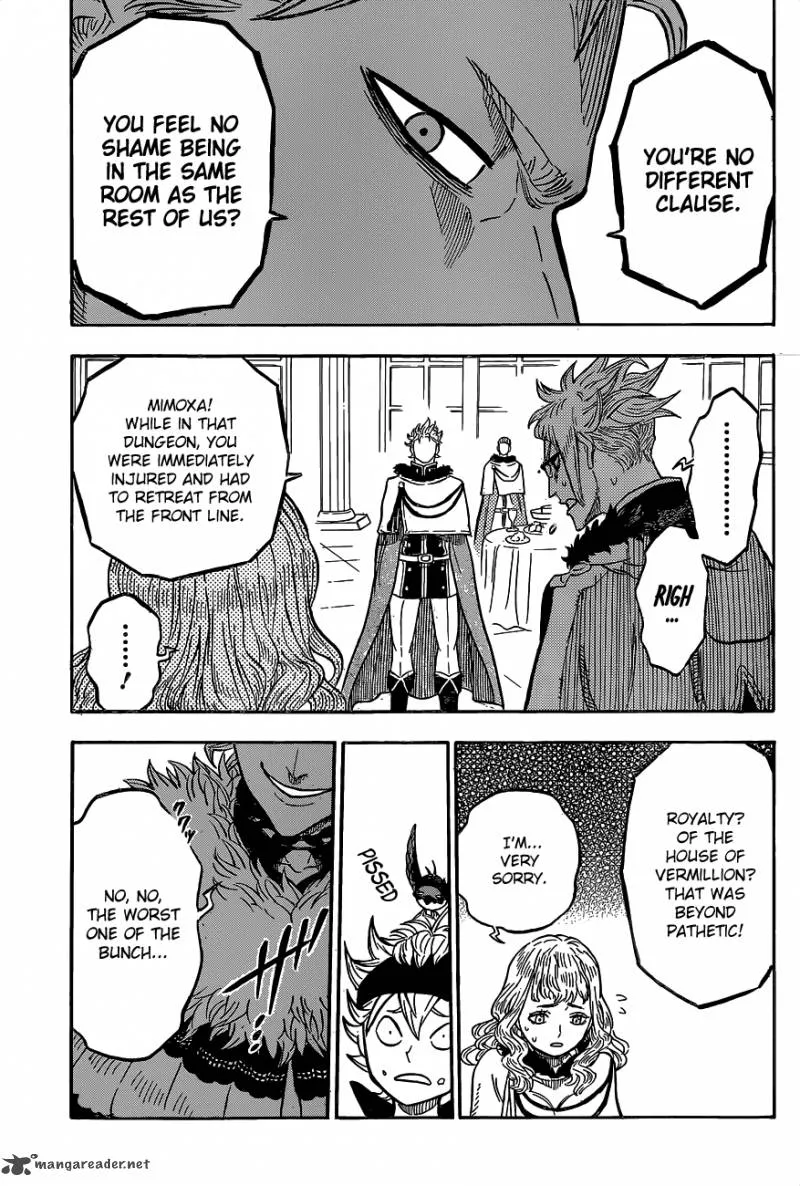 YOU'RE NO
DIFFERENT
CLAUSE.
YOU FEEL NO
SHAME BEING
IN THE SAME
ROOM AS THE
REST OF US?
.........
RIGH
...
MIMOXA!
WHILE IN THAT
DUNGEON, YOU
WERE IMMEDIATELY
INJURED AND HAD
TO RETREAT FROM
THE FRONT LINE.
......!
ROYALTY?
OF THE
HOUSE OF
VERMILLION?
THAT WAS
BEYOND
PATHETIC!
I'M...
VERY
SORRY.
PISSED
NO, NO,
THE WORST
ONE OF THE
BUNCH...
mangareader.net